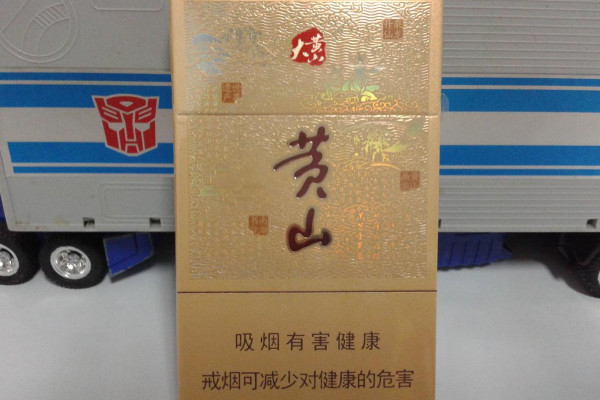 大黄
黄
山
吸烟有害健康
戒烟可减少对健康的危害